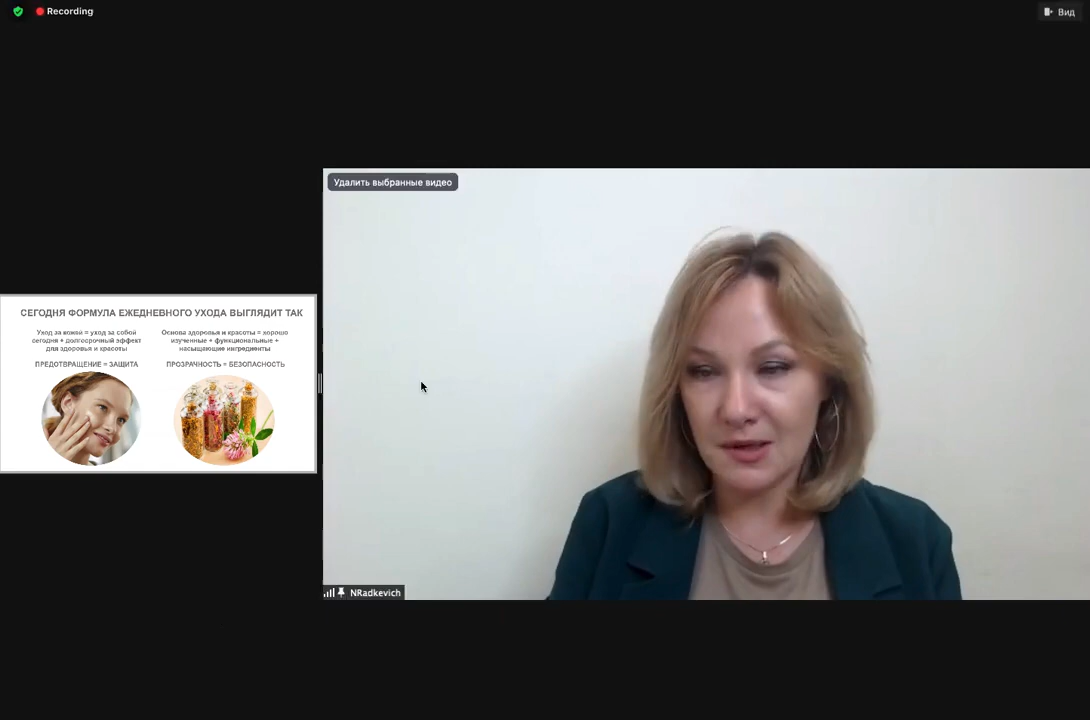 Recording
Вид
Удалить выбранные видео
СЕГОДНЯ ФОРМУЛА ЕЖЕДНЕВНОГО УХОДА ВЫГЛЯДИТ ТАК
Уход за кожей = уход за собой
сегодня + долгосрочный эффект
для здоровья и красоты
ПРЕДОТВРАЩЕНИЕ = ЗАЩИТА
Основа здоровья и красоты = хорошо
изученные + функциональные +
насыщающие ингредиенты
ПРОЗРАЧНОСТЬ = БЕЗОПАСНОСТЬ
NRadkevich